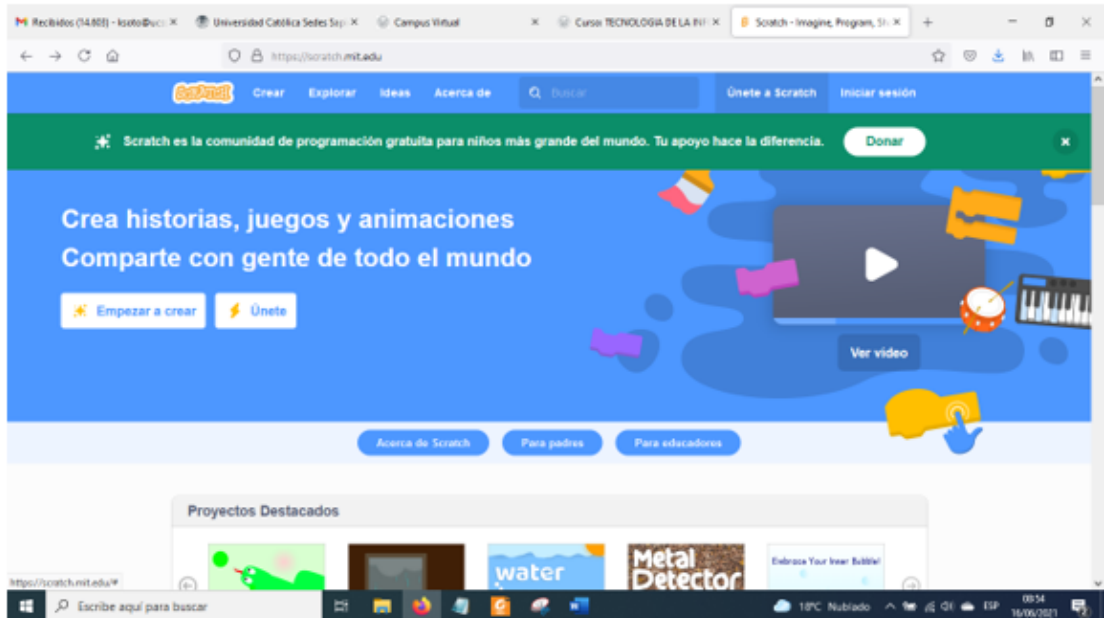 Recibidos (14.603) - ksoto@ucs
Universidad Católica Sedes Sap
Campus Virtual
Curso: TECNOLOGIA DE LA INF
Scratch - Imagine, Program, Sh
https://scratch.mit.edu
SCRATCH
Crear
Explorar
Ideas
Acerca de
Buscar
Únete a Scratch
Iniciar sesión
Scratch es la comunidad de programación gratuita para niños más grande del mundo. Tu apoyo hace la diferencia.
Donar
Crea historias, juegos y animaciones
Comparte con gente de todo el mundo
Empezar a crear
Únete
Ver vídeo
Acerca de Scratch
Para padres
Para educadores
Proyectos Destacados
water
Metal
Detector
Embrace Your Inner Bubble!
https://scratch.mit.edu/#
Escribe aquí para buscar
18°C Nublado
ESP
08:54
16/06/2021